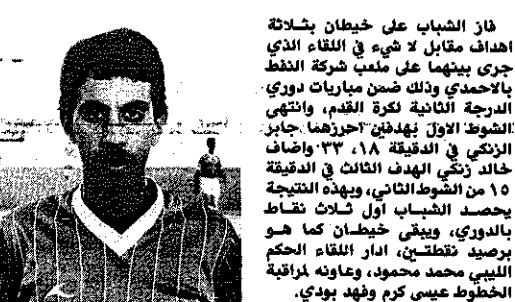 فاز الشباب على خيطان بثلاثة
اهداف مقابل لا شيء في اللقاء الذي
جرى بينهما على ملعب شركة النفط
بالاحمدي وذلك ضمن مباريات دوري
الدرجة الثانية لكرة القدم، وانتهى
الشوط الاول بهدفين احرزهما جابر
الزنكي في الدقيقة ١٨، ٣٣ واضاف
خالد زنكي الهدف الثالث في الدقيقة
١٥ من الشوط الثاني، وبهذه النتيجة
يحصد الشباب اول ثلاث نقاط
بالدوري، ويبقى خيطان كما هو
برصيد نقطتين، ادار اللقاء الحكم
الليبي محمد محمود، وعاونه لمراقبة
الخطوط عيسى كرم وفهد بودي.